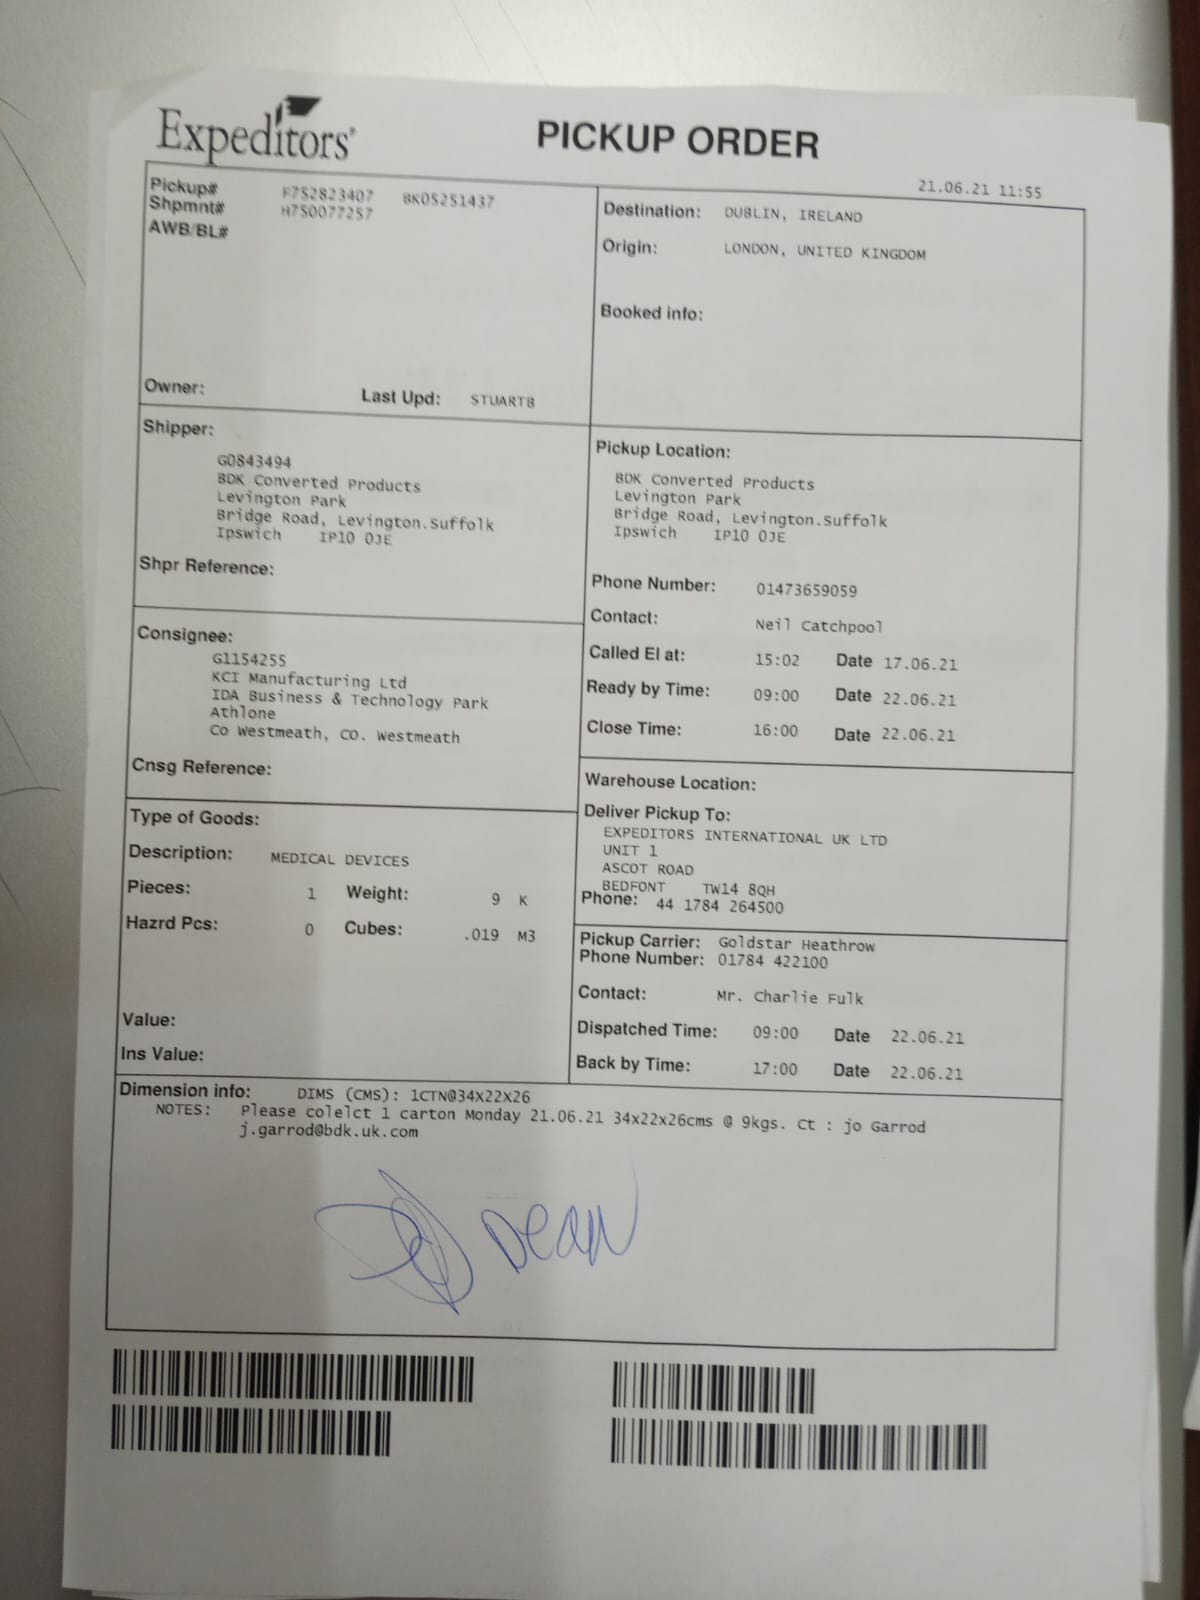 Expeditors®
PICKUP ORDER
21.06.21 11:55
Pickup# F752823407 BK05251437
Shpmnt# H750077257
AWB/BL#
Owner: Last Upd: STUARTB
Destination: DUBLIN, IRELAND
Origin: LONDON, UNITED KINGDOM
Booked info:
Shipper:
G0843494
BDK Converted Products
Levington Park
Bridge Road, Levington.Suffolk
Ipswich IP10 0JE
Shpr Reference:
Pickup Location:
BDK Converted Products
Levington Park
Bridge Road, Levington.Suffolk
Ipswich IP10 0JE
Phone Number: 01473659059
Contact: Neil Catchpool
Called EI at: 15:02 Date 17.06.21
Ready by Time: 09:00 Date 22.06.21
Close Time: 16:00 Date 22.06.21
Consignee:
G1154255
KCI Manufacturing Ltd
IDA Business & Technology Park
Athlone
Co Westmeath, CO. Westmeath
Cnsg Reference:
Warehouse Location:
Deliver Pickup To:
EXPEDITORS INTERNATIONAL UK LTD
UNIT 1
ASCOT ROAD
BEDFONT TW14 8QH
Phone: 44 1784 264500
Type of Goods:
Description: MEDICAL DEVICES
Pieces: 1 Weight: 9 K
Hazrd Pcs: 0 Cubes: .019 M3
Value:
Ins Value:
Pickup Carrier: Goldstar Heathrow
Phone Number: 01784 422100
Contact: Mr. Charlie Fulk
Dispatched Time: 09:00 Date 22.06.21
Back by Time: 17:00 Date 22.06.21
Dimension info: DIMS (CMS): 1CTN@34X22X26
NOTES: Please colelct 1 carton Monday 21.06.21 34x22x26cms @ 9kgs. Ct : jo Garrod
j.garrod@bdk.uk.com
Dean